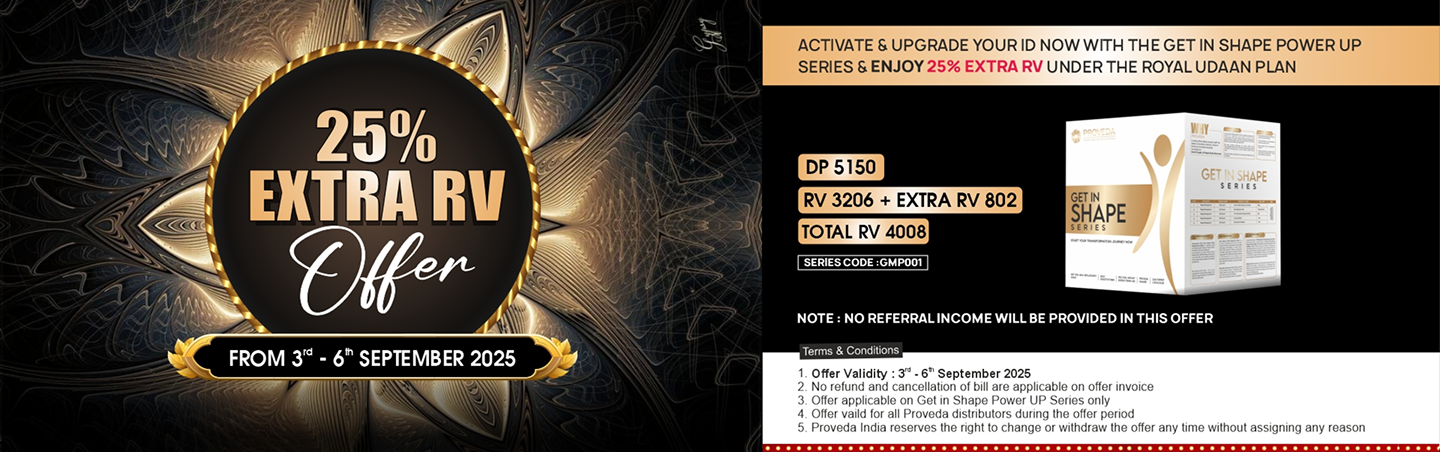 25%
EXTRA RV
Offer
FROM 3rd - 6th SEPTEMBER 2025
ACTIVATE & UPGRADE YOUR ID NOW WITH THE GET IN SHAPE POWER UP
SERIES & ENJOY 25% EXTRA RV UNDER THE ROYAL UDAAN PLAN
DP 5150
RV 3206 + EXTRA RV 802
TOTAL RV 4008
SERIES CODE :GMP001
PROVEDA
GET IN
SHAPE
SERIES
START YOUR TRANSFORMATION JOURNEY NOW
WHY
GET IN SHAPE
SERIES
NOTE : NO REFERRAL INCOME WILL BE PROVIDED IN THIS OFFER
Terms & Conditions
1. Offer Validity : 3rd - 6th September 2025
2. No refund and cancellation of bill are applicable on offer invoice
3. Offer applicable on Get in Shape Power UP Series only
4. Offer vaild for all Proveda distributors during the offer period
5. Proveda India reserves the right to change or withdraw the offer any time without assigning any reason